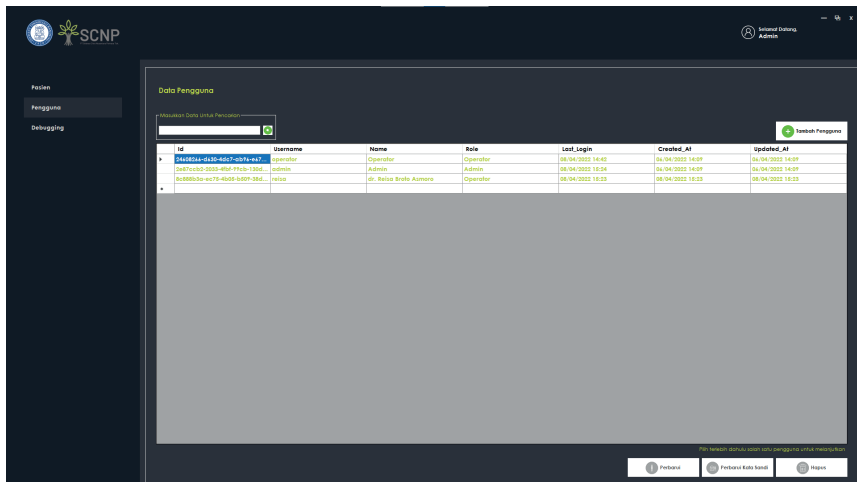 SCNP
Selamat Datang,
Admin
Pasien
Pengguna
Debugging
Data Pengguna
Masukkan Data Untuk Pencarian
Tambah Pengguna
Id Username Name Role Last_Login Created_At Updated_At
operator Operator Operator 08/04/2022 14:42 06/04/2022 14:09 06/04/2022 14:09
admin Admin Admin 08/04/2022 15:24 06/04/2022 14:09 06/04/2022 14:09
reisa dr. Reisa Broto Asmoro Operator 08/04/2022 15:23 08/04/2022 15:23 08/04/2022 15:23
Pilih terlebih dahulu salah satu pengguna untuk melanjutkan
Perbarui
Perbarui Kata Sandi
Hapus